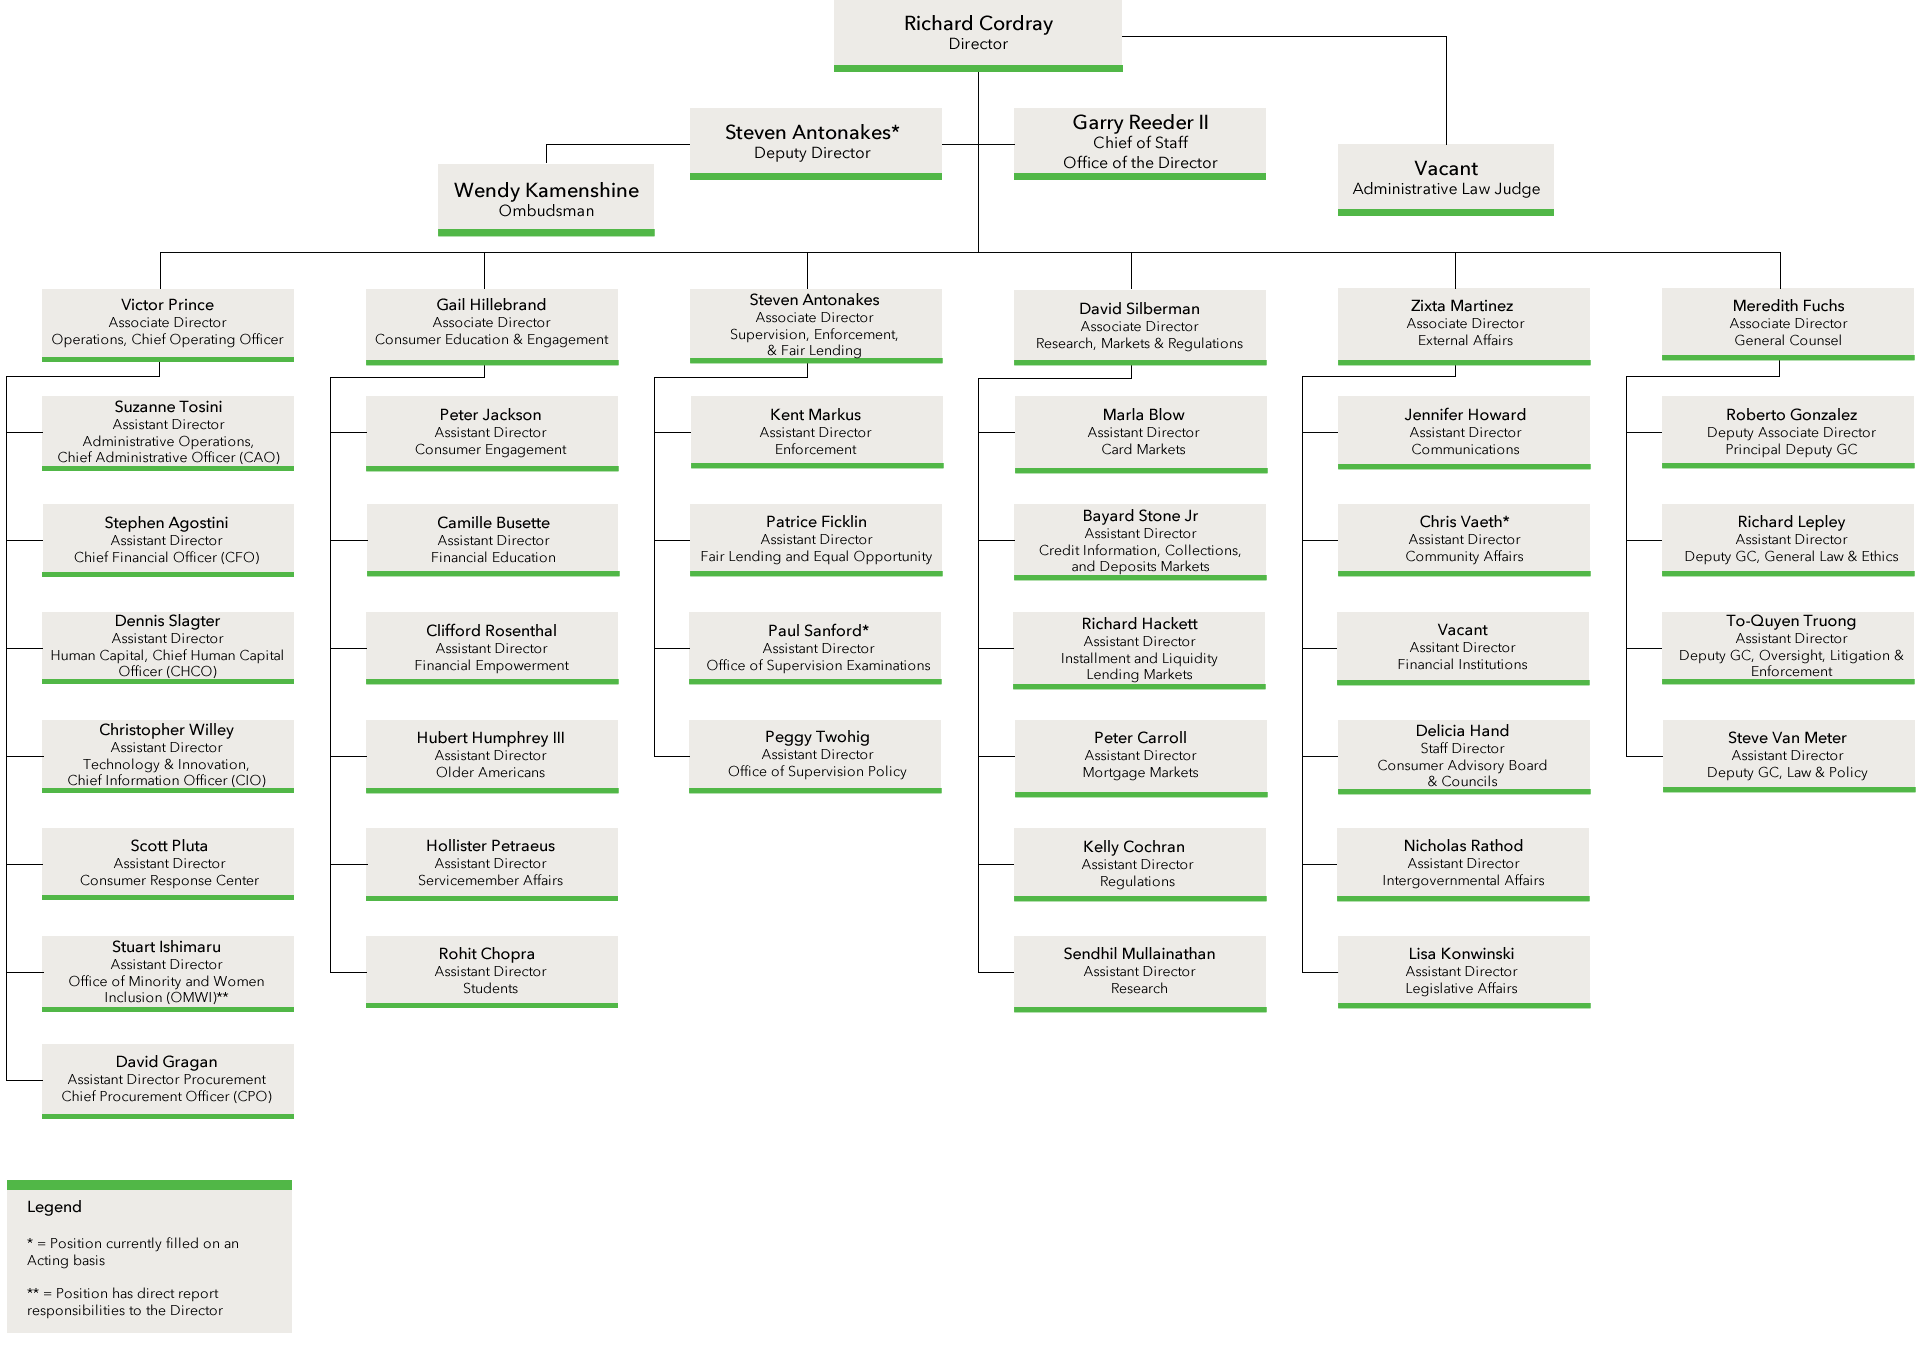 Richard Cordray
Director
Steven Antonakes*
Deputy Director
Garry Reeder II
Chief of Staff
Office of the Director
Wendy Kamenshine
Ombudsman
Vacant
Administrative Law Judge
Victor Prince
Associate Director
Operations, Chief Operating Officer
Suzanne Tosini
Assistant Director
Administrative Operations,
Chief Administrative Officer (CAO)
Stephen Agostini
Assistant Director
Chief Financial Officer (CFO)
Dennis Slagter
Assistant Director
Human Capital, Chief Human Capital
Officer (CHCO)
Christopher Willey
Assistant Director
Technology & Innovation,
Chief Information Officer (CIO)
Scott Pluta
Assistant Director
Consumer Response Center
Stuart Ishimaru
Assistant Director
Office of Minority and Women
Inclusion (OMWI)**
David Gragan
Assistant Director Procurement
Chief Procurement Officer (CPO)
Gail Hillebrand
Associate Director
Consumer Education & Engagement
Peter Jackson
Assistant Director
Consumer Engagement
Camille Busette
Assistant Director
Financial Education
Clifford Rosenthal
Assistant Director
Financial Empowerment
Hubert Humphrey III
Assistant Director
Older Americans
Hollister Petraeus
Assistant Director
Servicemember Affairs
Rohit Chopra
Assistant Director
Students
Steven Antonakes
Associate Director
Supervision, Enforcement,
& Fair Lending
Kent Markus
Assistant Director
Enforcement
Patrice Ficklin
Assistant Director
Fair Lending and Equal Opportunity
Paul Sanford*
Assistant Director
Office of Supervision Examinations
Peggy Twohig
Assistant Director
Office of Supervision Policy
David Silberman
Associate Director
Research, Markets & Regulations
Marla Blow
Assistant Director
Card Markets
Bayard Stone Jr
Assistant Director
Credit Information, Collections,
and Deposits Markets
Richard Hackett
Assistant Director
Installment and Liquidity
Lending Markets
Peter Carroll
Assistant Director
Mortgage Markets
Kelly Cochran
Assistant Director
Regulations
Sendhil Mullainathan
Assistant Director
Research
Zixta Martinez
Associate Director
External Affairs
Jennifer Howard
Assistant Director
Communications
Chris Vaeth*
Assistant Director
Community Affairs
Vacant
Assitant Director
Financial Institutions
Delicia Hand
Staff Director
Consumer Advisory Board
& Councils
Nicholas Rathod
Assistant Director
Intergovernmental Affairs
Lisa Konwinski
Assistant Director
Legislative Affairs
Meredith Fuchs
Associate Director
General Counsel
Roberto Gonzalez
Deputy Associate Director
Principal Deputy GC
Richard Lepley
Assistant Director
Deputy GC, General Law & Ethics
To-Quyen Truong
Assistant Director
Deputy GC, Oversight, Litigation &
Enforcement
Steve Van Meter
Assistant Director
Deputy GC, Law & Policy
Legend
* = Position currently filled on an
Acting basis
** = Position has direct report
responsibilities to the Director